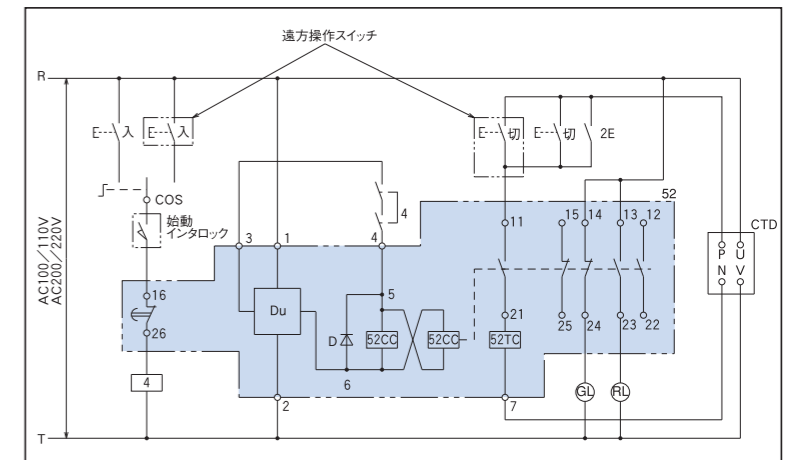 遠方操作スイッチ
R
E 入
E 入
E 切
E 切
2E
COS
始動
インタロック
4
52
AC100/110V
AC200/220V
3
1
4
11
15
14
13
12
CTD
P
U
N
V
16
5
Du
26
D
52CC
52CC
21
25
24
23
22
52TC
6
4
2
7
GL
RL
T